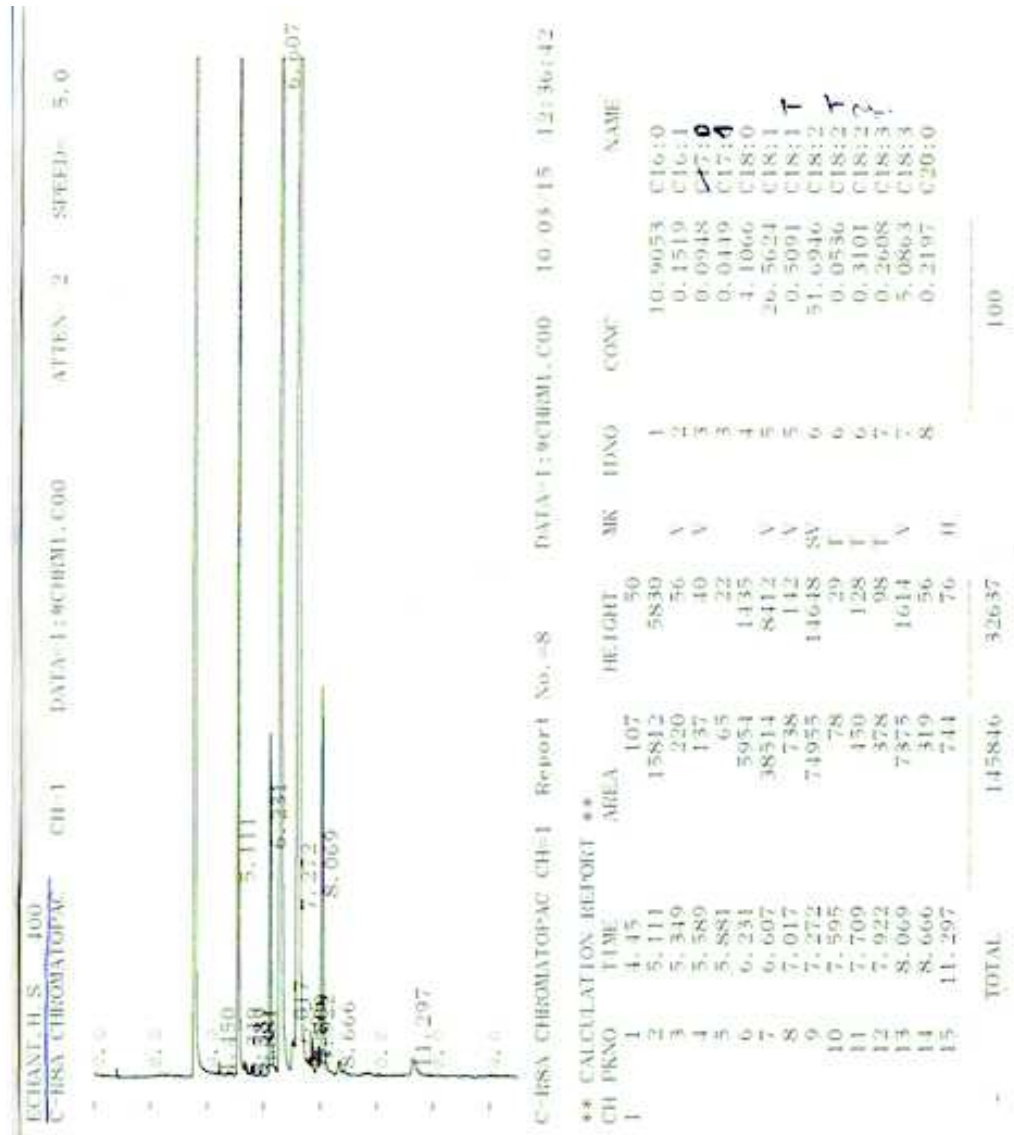 ECHANT.H.S 100
C-R8A CHROMATOPAC CH=1 DATA=1:@CHRM1.C00 ATTEN= 2 SPEED= 5.0
5.111
6.231
6.607
7.272
8.069
8.666
11.297
C-R8A CHROMATOPAC CH=1 Report No.=8 DATA=1:@CHRM1.C00 10/03/15 12:36:42
** CALCULATION REPORT **
CH PKNO TIME AREA HEIGHT MK IDNO CONC NAME
1 1 4.45 107 50
2 5.111 15812 5830 1 10.9053 C16:0
3 5.349 220 56 V 2 0.1519 C16:1
4 5.589 137 40 V 3 0.0948 C17:0
5 5.881 65 22 3 0.0449 C17:1
6 6.231 5954 1435 4 4.1066 C18:0
7 6.607 38514 8412 V 5 26.5624 C18:1
8 7.017 738 142 V 5 0.5091 C18:1 T
9 7.272 74955 14648 SV 6 51.6946 C18:2
10 7.595 78 29 T 6 0.0536 C18:2 T
11 7.709 450 128 T 6 0.3101 C18:2
12 7.922 378 98 T 7 0.2608 C18:3
13 8.069 7375 1614 V 7 5.0863 C18:3
14 8.666 319 56 8 0.2197 C20:0
15 11.297 744 76 H
TOTAL 145846 32637 100